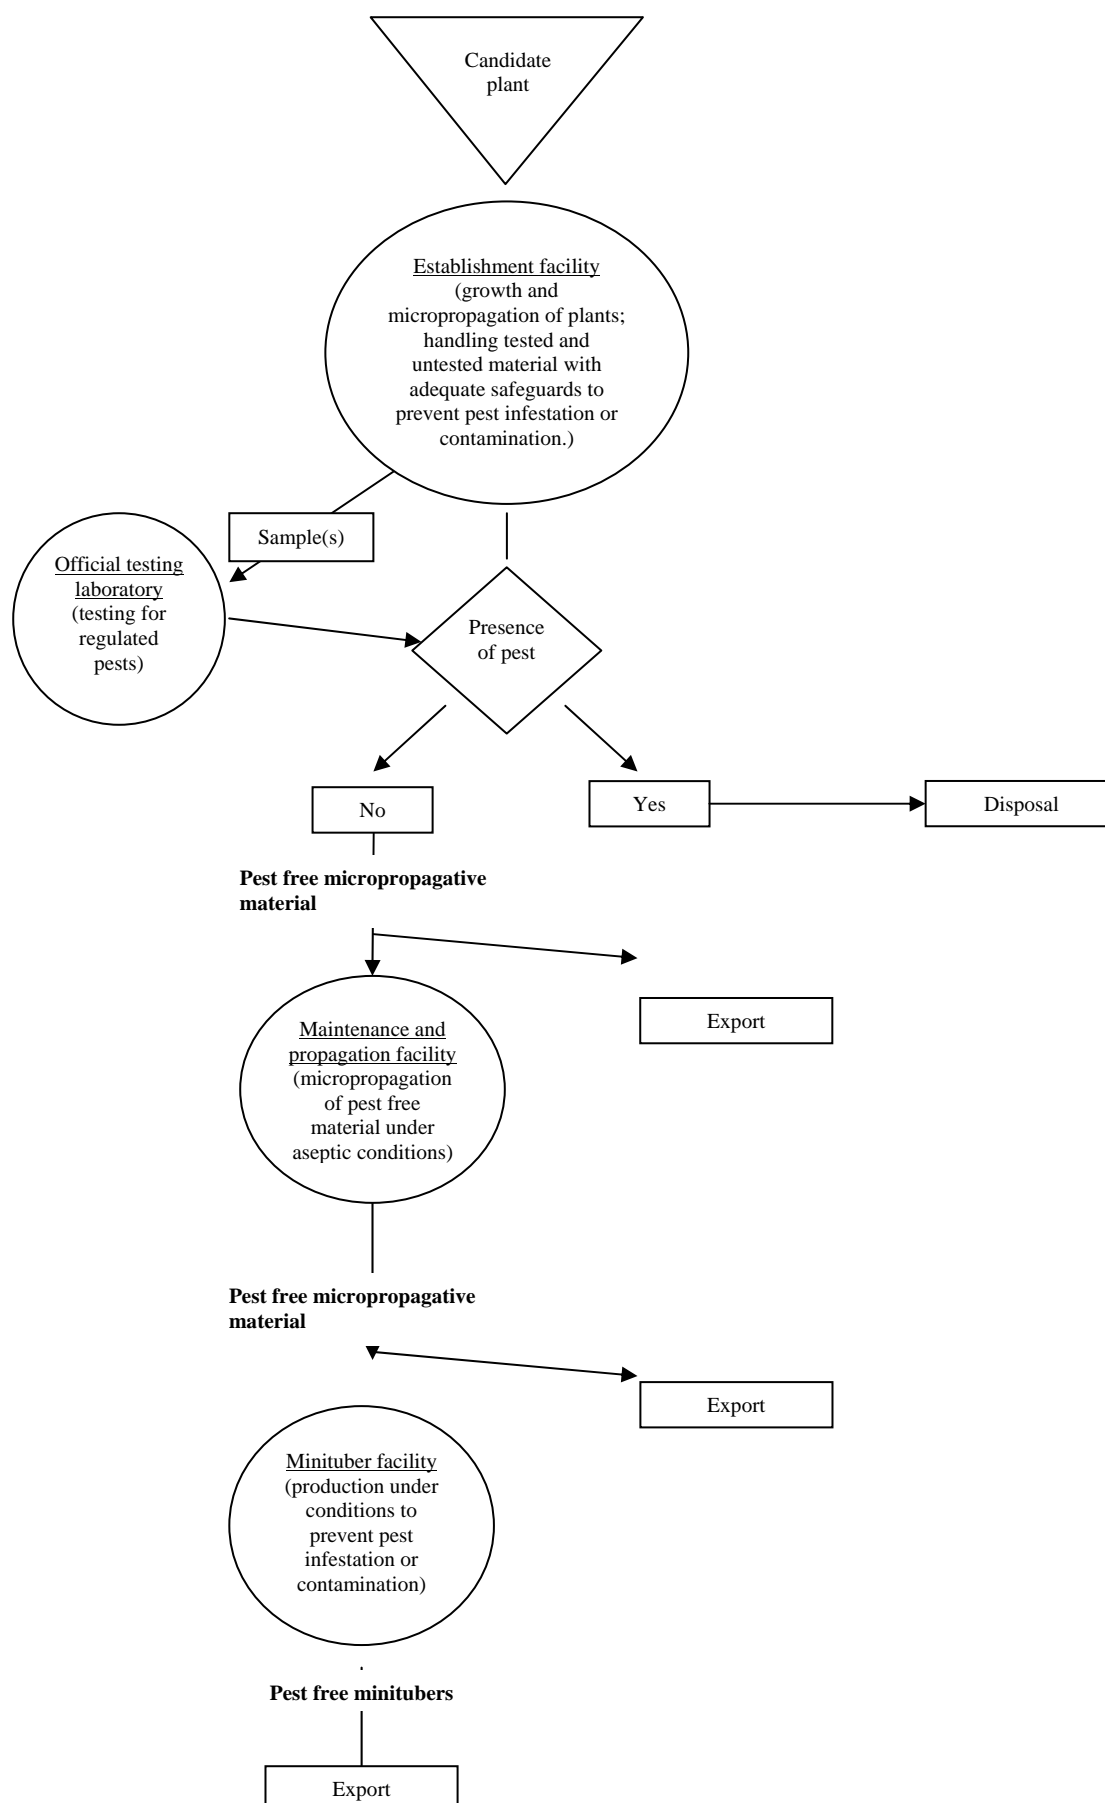 Candidate
plant
Establishment facility
(growth and
micropropagation of plants;
handling tested and
untested material with
adequate safeguards to
prevent pest infestation or
contamination.)
Sample(s)
Official testing
laboratory
(testing for
regulated
pests)
Presence
of pest
No
Yes
Disposal
Pest free micropropagative
material
Export
Maintenance and
propagation facility
(micropropagation
of pest free
material under
aseptic conditions)
Pest free micropropagative
material
Export
Minituber facility
(production under
conditions to
prevent pest
infestation or
contamination)
Pest free minitubers
Export